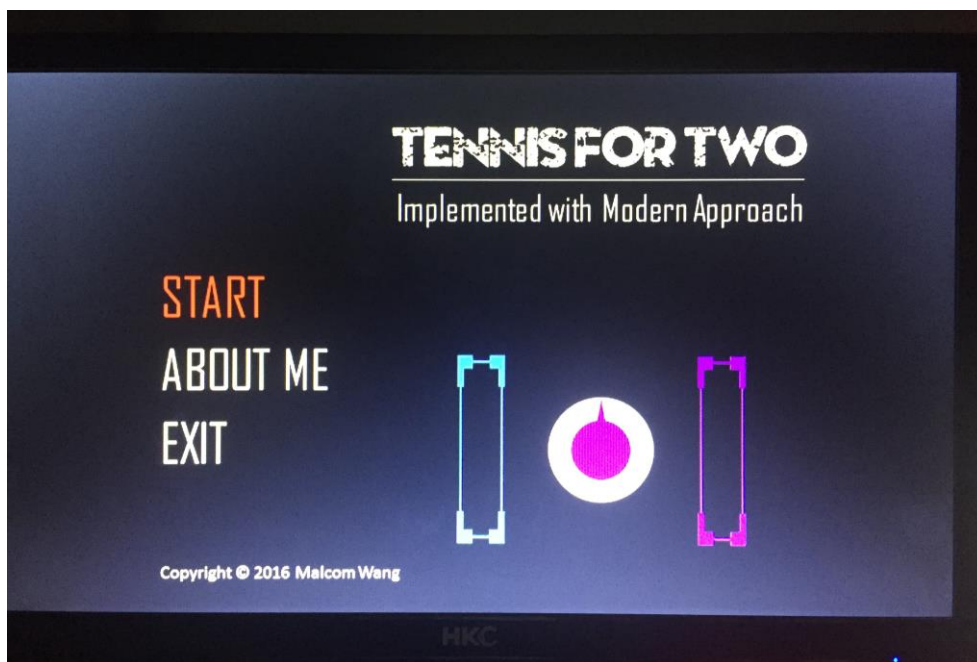 TENNIS FOR TWO
Implemented with Modern Approach
START
ABOUT ME
EXIT
Copyright © 2016 Malcom Wang
HKC